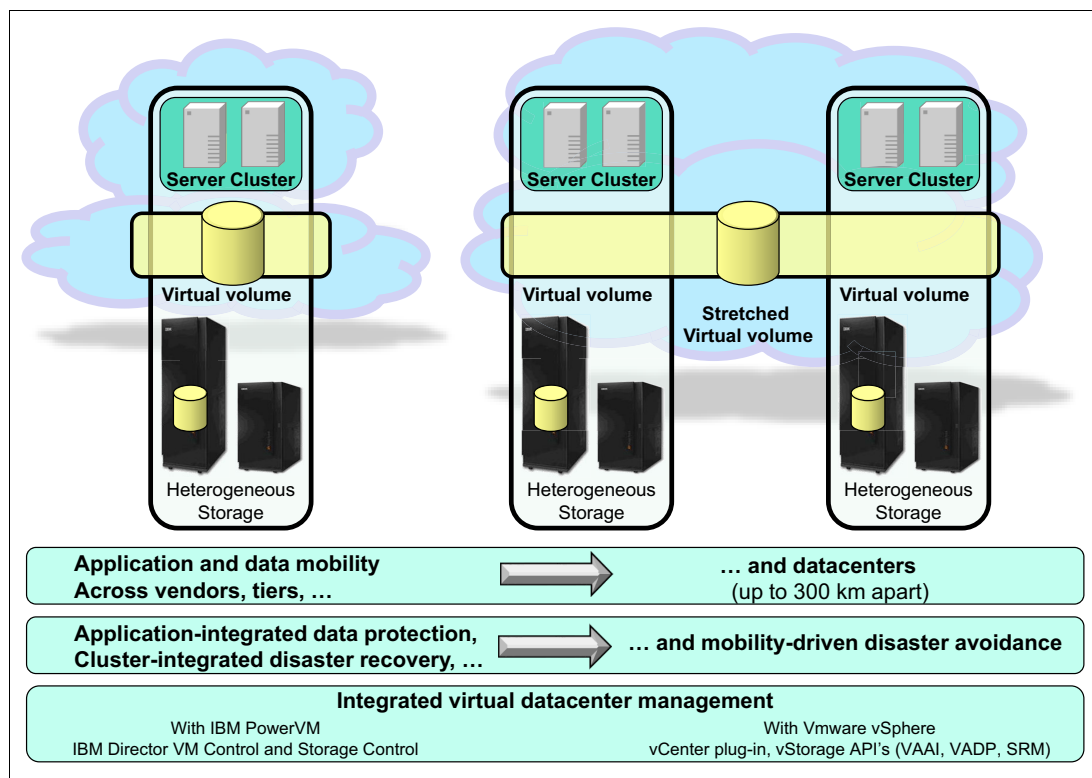 Server Cluster
Server Cluster
Server Cluster
Virtual volume
Virtual volume
Virtual volume
Stretched
Virtual volume
Heterogeneous
Storage
Heterogeneous
Storage
Heterogeneous
Storage
Application and data mobility
Across vendors, tiers, …
… and datacenters
(up to 300 km apart)
Application-integrated data protection,
Cluster-integrated disaster recovery, …
… and mobility-driven disaster avoidance
Integrated virtual datacenter management
With IBM PowerVM
IBM Director VM Control and Storage Control
With Vmware vSphere
vCenter plug-in, vStorage API's (VAAI, VADP, SRM)